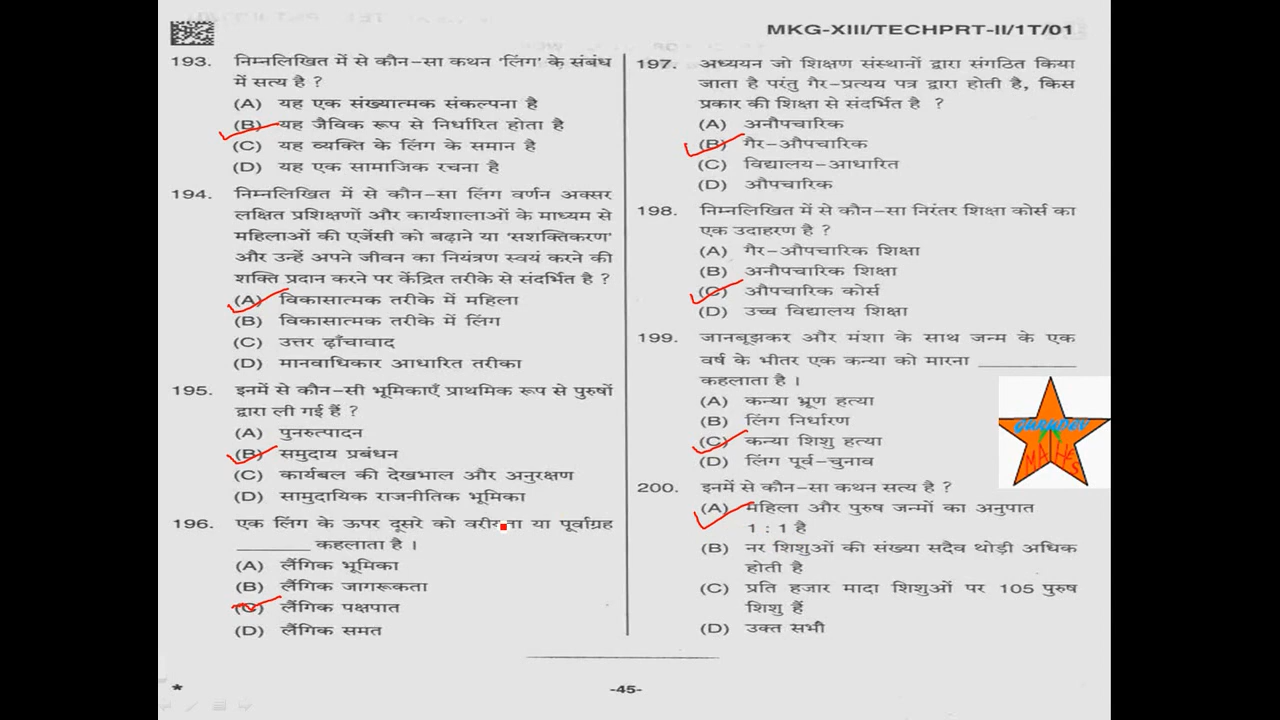 MKG-XIII/TECHPRT-II/1T/01
193. निम्नलिखित में से कौन-सा कथन 'लिंग' के संबंध
में सत्य है ?
(A) यह एक संख्यात्मक संकल्पना है
(B) यह जैविक रूप से निर्धारित होता है
(C) यह व्यक्ति के लिंग के समान है
(D) यह एक सामाजिक रचना है
194. निम्नलिखित में से कौन-सा लिंग वर्णन अक्सर
लक्षित प्रशिक्षणों और कार्यशालाओं के माध्यम से
महिलाओं की एजेंसी को बढ़ाने या 'सशक्तिकरण'
और उन्हें अपने जीवन का नियंत्रण स्वयं करने की
शक्ति प्रदान करने पर केंद्रित तरीके से संदर्भित है ?
(A) विकासात्मक तरीके में महिला
(B) विकासात्मक तरीके में लिंग
(C) उत्तर ढ़ाँचावाद
(D) मानवाधिकार आधारित तरीका
195. इनमें से कौन-सी भूमिकाएँ प्राथमिक रूप से पुरुषों
द्वारा ली गई हैं ?
(A) पुनरुत्पादन
(B) समुदाय प्रबंधन
(C) कार्यबल की देखभाल और अनुरक्षण
(D) सामुदायिक राजनीतिक भूमिका
196. एक लिंग के ऊपर दूसरे को वरीयता या पूर्वाग्रह
_______ कहलाता है ।
(A) लैंगिक भूमिका
(B) लैंगिक जागरूकता
(C) लैंगिक पक्षपात
(D) लैंगिक समत
197. अध्ययन जो शिक्षण संस्थानों द्वारा संगठित किया
जाता है परंतु गैर-प्रत्यय पत्र द्वारा होती है, किस
प्रकार की शिक्षा से संदर्भित है ?
(A) अनौपचारिक
(B) गैर-औपचारिक
(C) विद्यालय-आधारित
(D) औपचारिक
198. निम्नलिखित में से कौन-सा निरंतर शिक्षा कोर्स का
एक उदाहरण है ?
(A) गैर-औपचारिक शिक्षा
(B) अनौपचारिक शिक्षा
(C) औपचारिक कोर्स
(D) उच्च विद्यालय शिक्षा
199. जानबूझकर और मंशा के साथ जन्म के एक
वर्ष के भीतर एक कन्या को मारना _________
कहलाता है ।
(A) कन्या भ्रूण हत्या
(B) लिंग निर्धारण
(C) कन्या शिशु हत्या
(D) लिंग पूर्व-चुनाव
200. इनमें से कौन-सा कथन सत्य है ?
(A) महिला और पुरुष जन्मों का अनुपात
1 : 1 है
(B) नर शिशुओं की संख्या सदैव थोड़ी अधिक
होती है
(C) प्रति हजार मादा शिशुओं पर 105 पुरुष
शिशु हैं
(D) उक्त सभी
GURUDEV
MATHES
* -45-